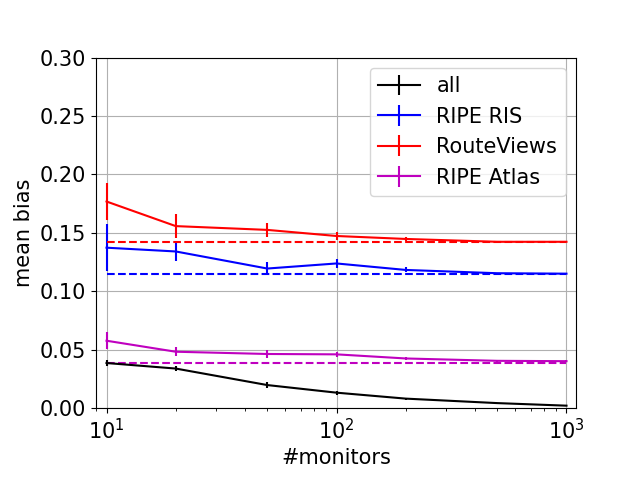 0.30
0.25
0.20
0.15
0.10
0.05
0.00
mean bias
all
RIPE RIS
RouteViews
RIPE Atlas
10¹ 10² 10³
#monitors